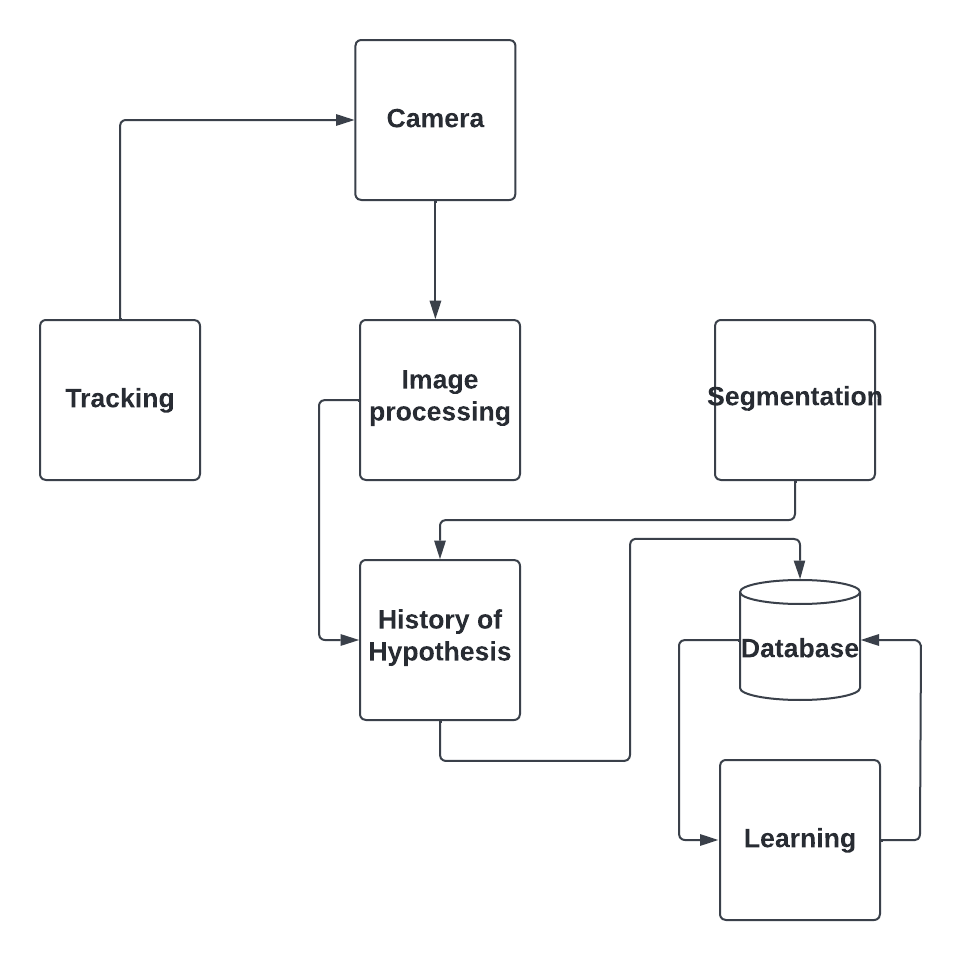 Camera
Tracking
Image
processing
Segmentation
History of
Hypothesis
Database
Learning